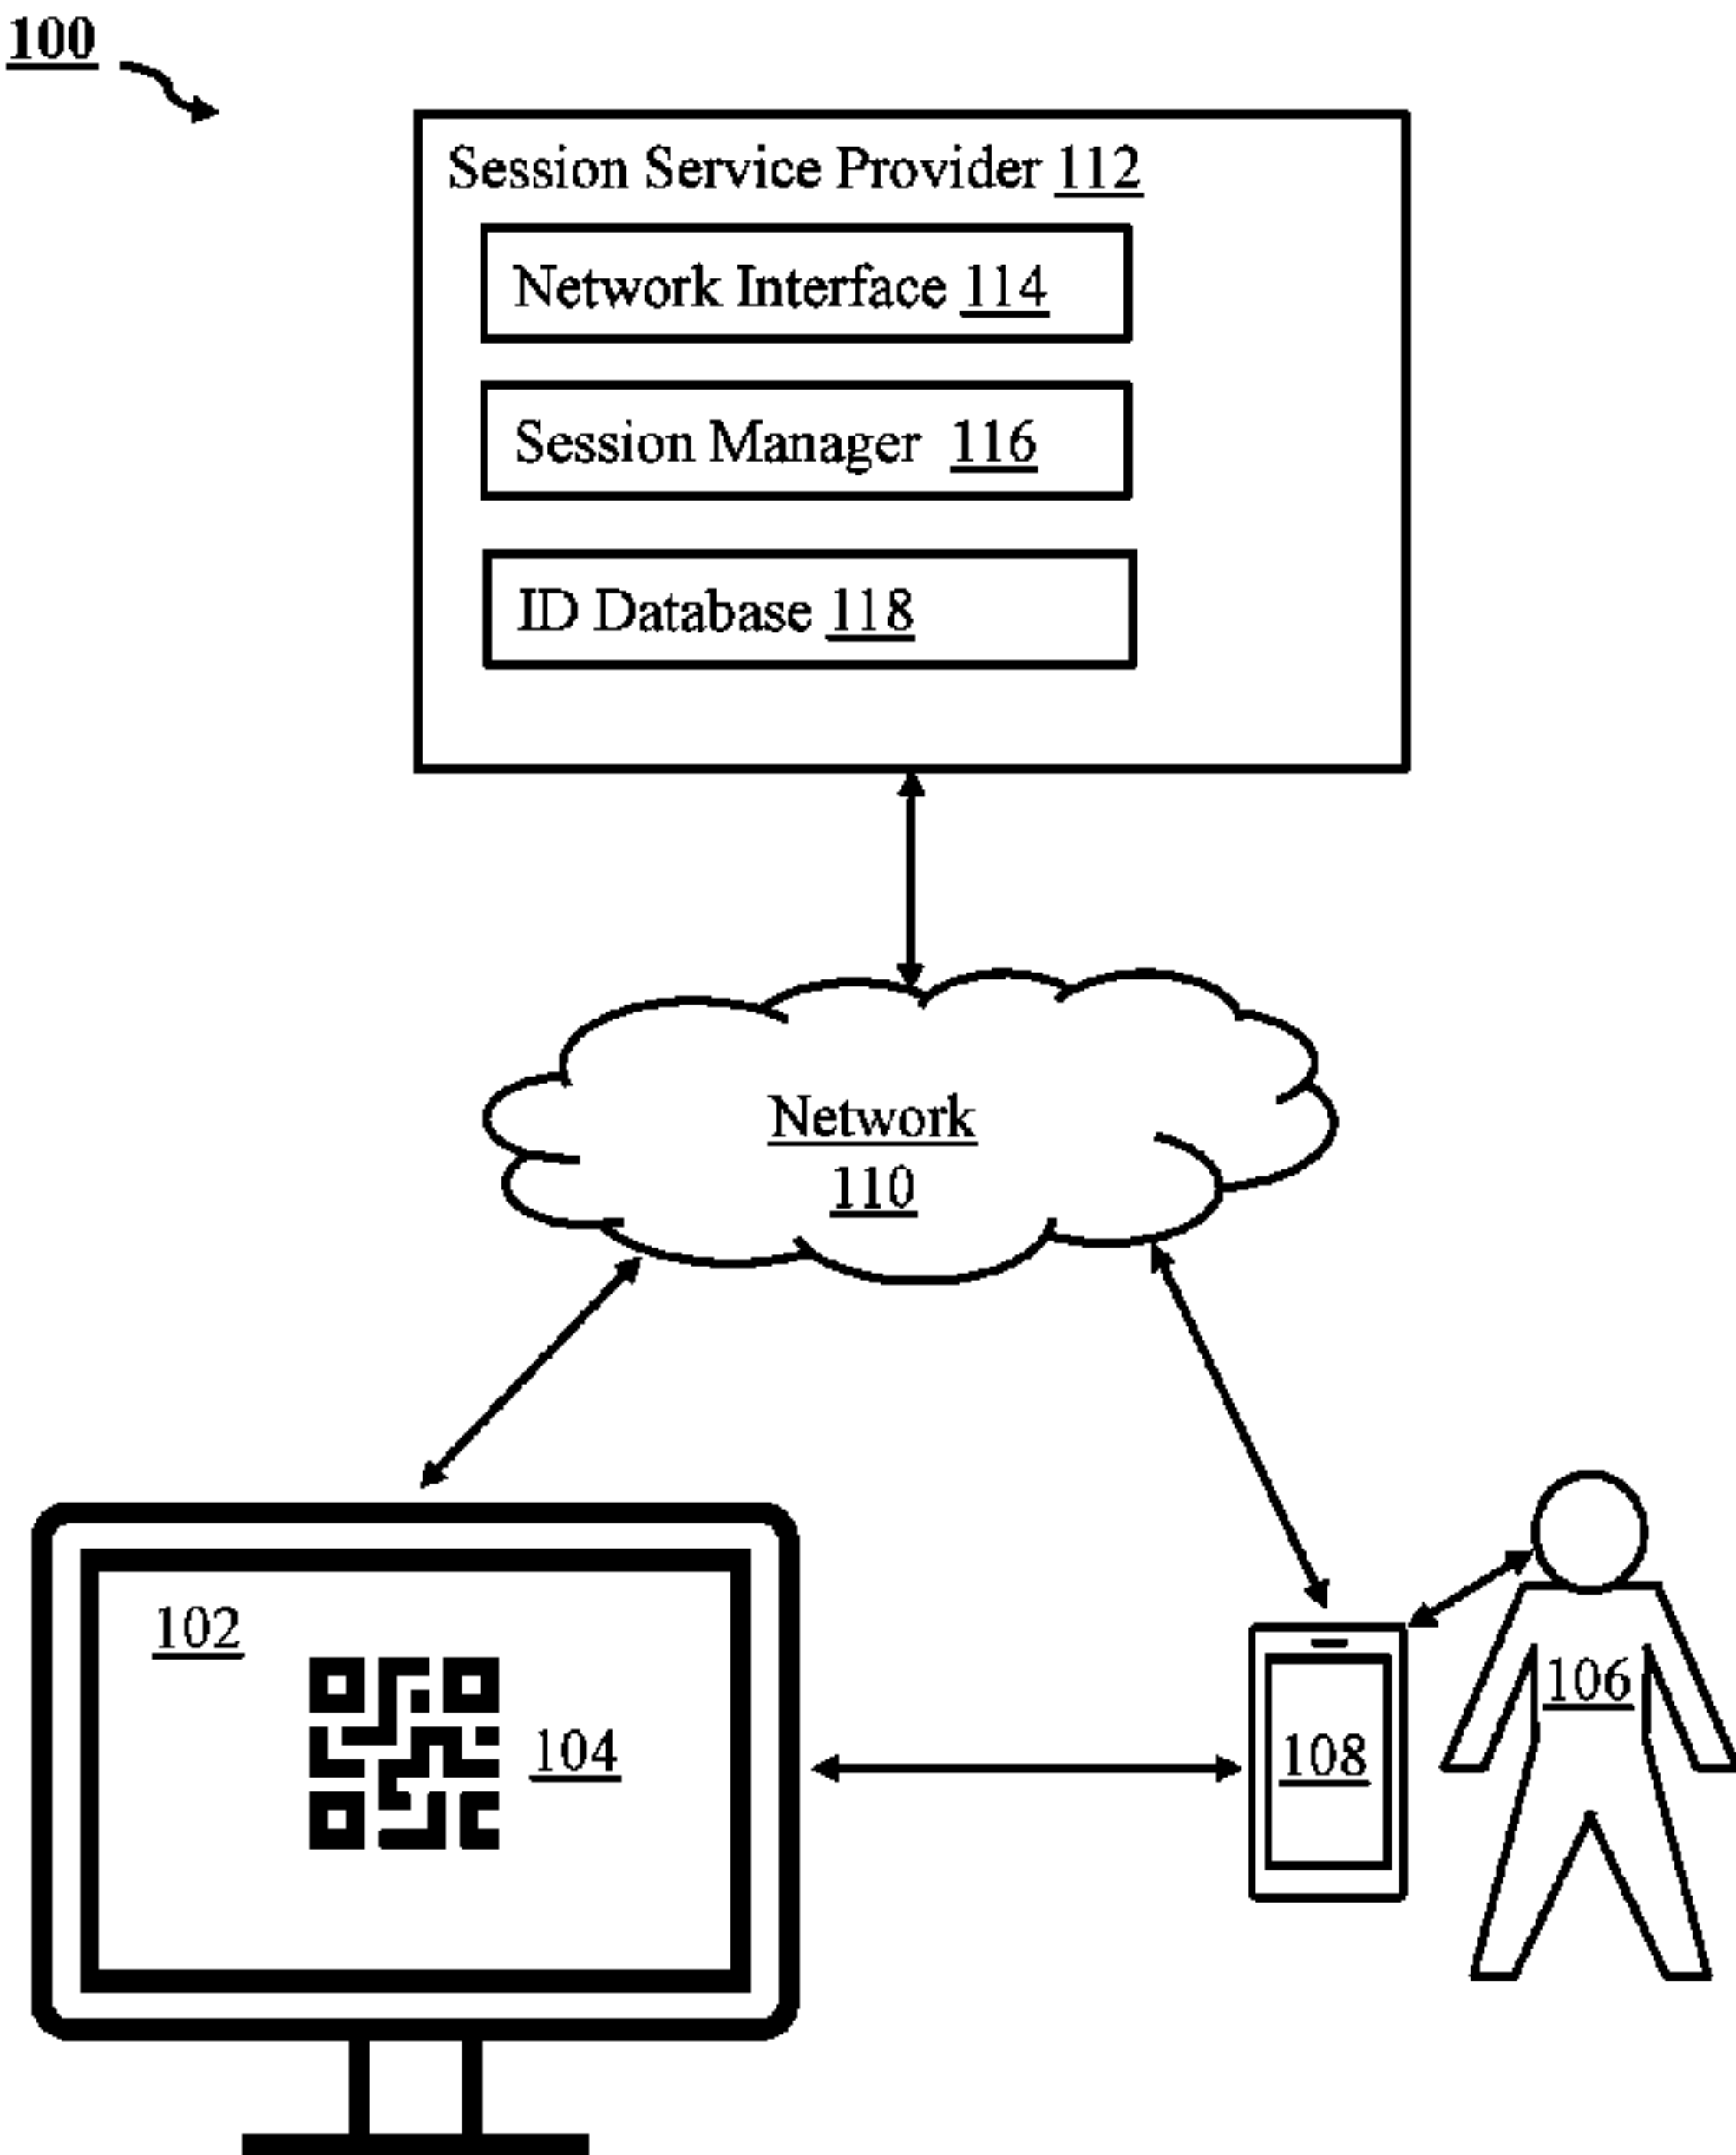 100
Session Service Provider 112
Network Interface 114
Session Manager 116
ID Database 118
Network
110
102
104
106
108